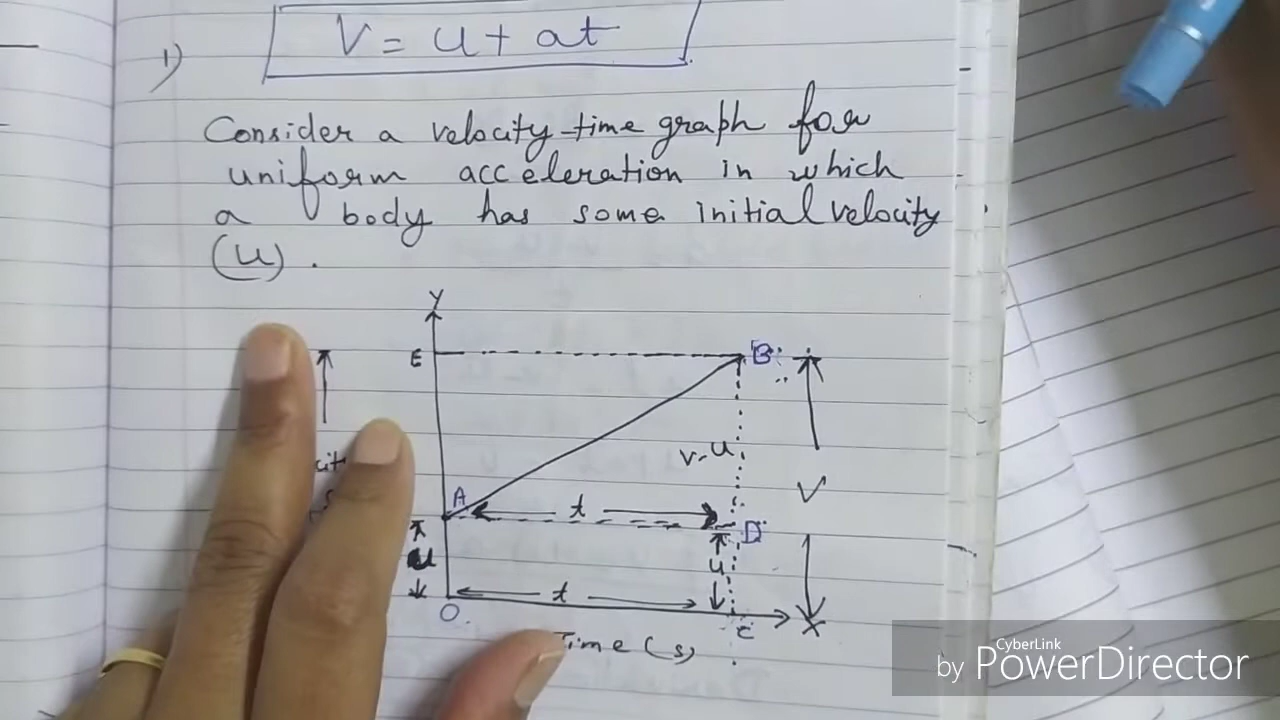 1)
V = u + at
Consider a velocity-time graph for
uniform acceleration in which
a body has some initial velocity
(u).
Y
E
B
v-u
V
A
t
D
u
u
t
O.
C
X
Time (s)
CyberLink
by PowerDirector